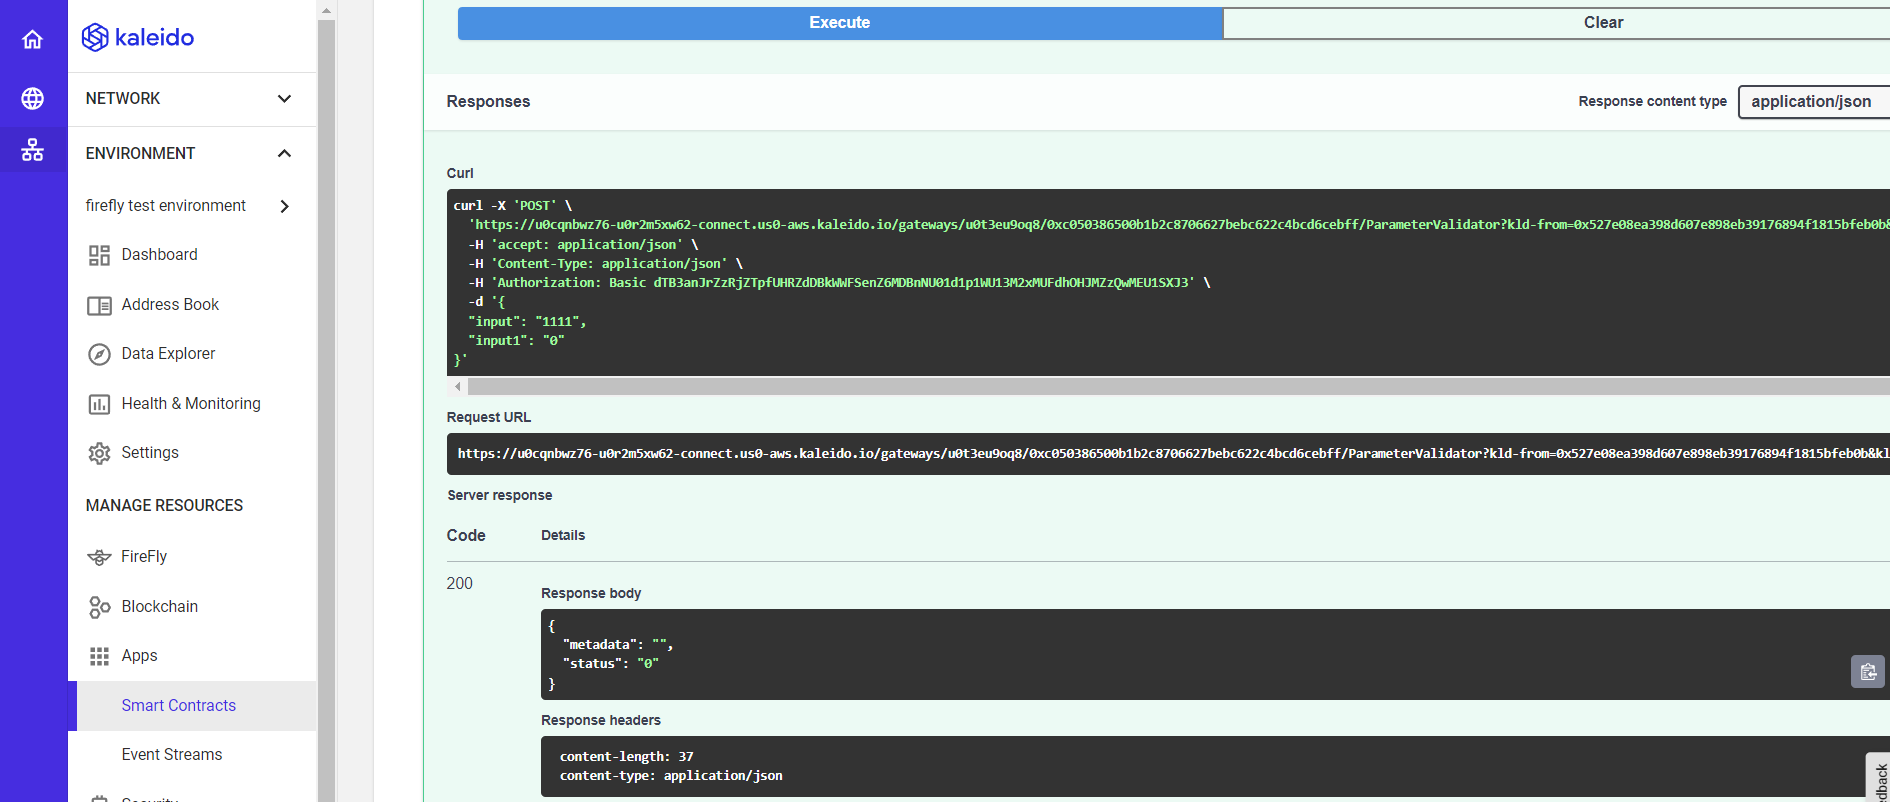 kaleido
NETWORK
ENVIRONMENT
firefly test environment
Dashboard
Address Book
Data Explorer
Health & Monitoring
Settings
MANAGE RESOURCES
FireFly
Blockchain
Apps
Smart Contracts
Event Streams
Security
Execute
Clear
Responses
Response content type
application/json
Curl
curl -X 'POST' \
'https://u0cqnbwz76-u0r2m5xw62-connect.us0-aws.kaleido.io/gateways/u0t3eu9oq8/0xc050386500b1b2c8706627bebc622c4bcd6cebff/ParameterValidator?kld-from=0x527e08ea398d607e898eb39176894f1815bfeb0b&
-H 'accept: application/json' \
-H 'Content-Type: application/json' \
-H 'Authorization: Basic dTB3anJrZzRjZTpfUHRZdDBkWWFSenZ6MDBnNU01d1p1WU13M2xMUFdhOHJMZzQwMEU1SXJ3' \
-d '{
"input": "1111",
"input1": "0"
}'
Request URL
https://u0cqnbwz76-u0r2m5xw62-connect.us0-aws.kaleido.io/gateways/u0t3eu9oq8/0xc050386500b1b2c8706627bebc622c4bcd6cebff/ParameterValidator?kld-from=0x527e08ea398d607e898eb39176894f1815bfeb0b&kl
Server response
Code
Details
200
Response body
{
"metadata": "",
"status": "0"
}
Response headers
content-length: 37
content-type: application/json
edback